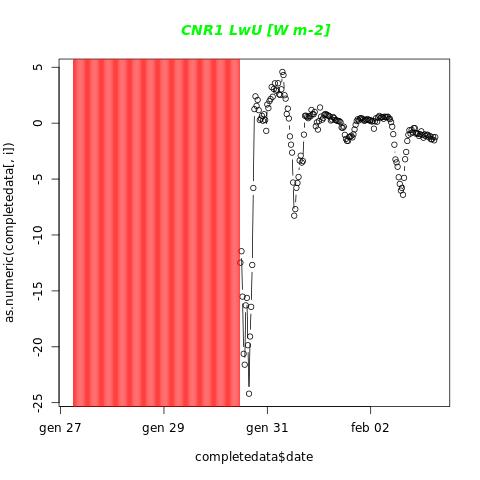 CNR1 LwU [W m-2]
as.numeric(completedata[, i])
5
0
-5
-10
-15
-20
-25
gen 27
gen 29
gen 31
feb 02
completedata$date